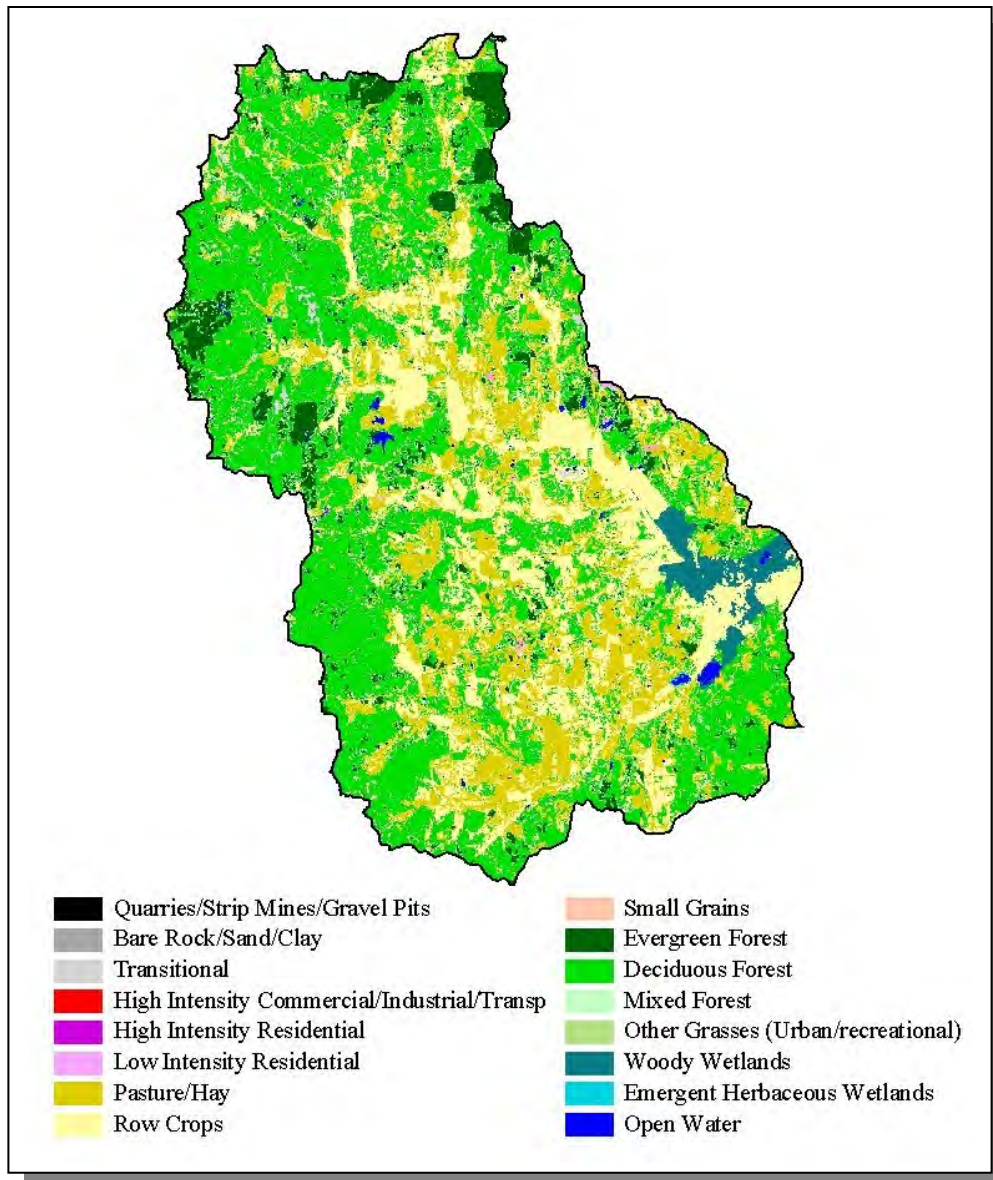 Quarries/Strip Mines/Gravel Pits
Bare Rock/Sand/Clay
Transitional
High Intensity Commercial/Industrial/Transp
High Intensity Residential
Low Intensity Residential
Pasture/Hay
Row Crops
Small Grains
Evergreen Forest
Deciduous Forest
Mixed Forest
Other Grasses (Urban/recreational)
Woody Wetlands
Emergent Herbaceous Wetlands
Open Water